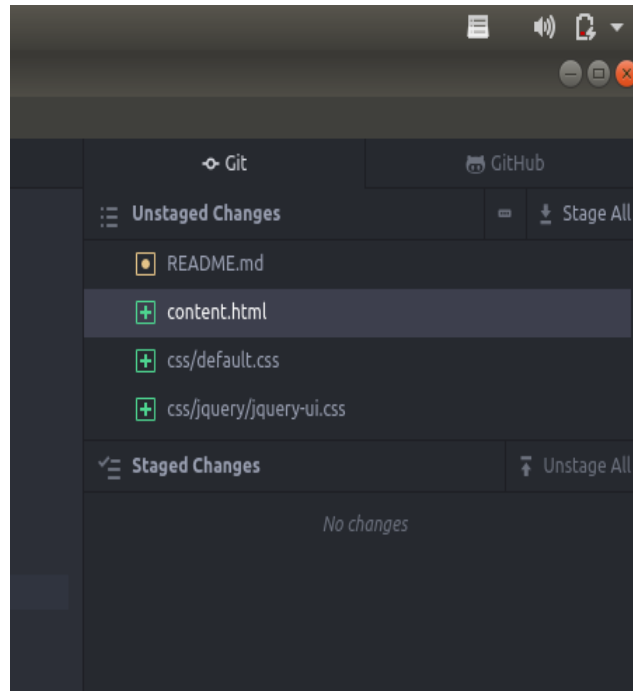 Git
GitHub
Unstaged Changes
Stage All
README.md
content.html
css/default.css
css/jquery/jquery-ui.css
Staged Changes
Unstage All
No changes